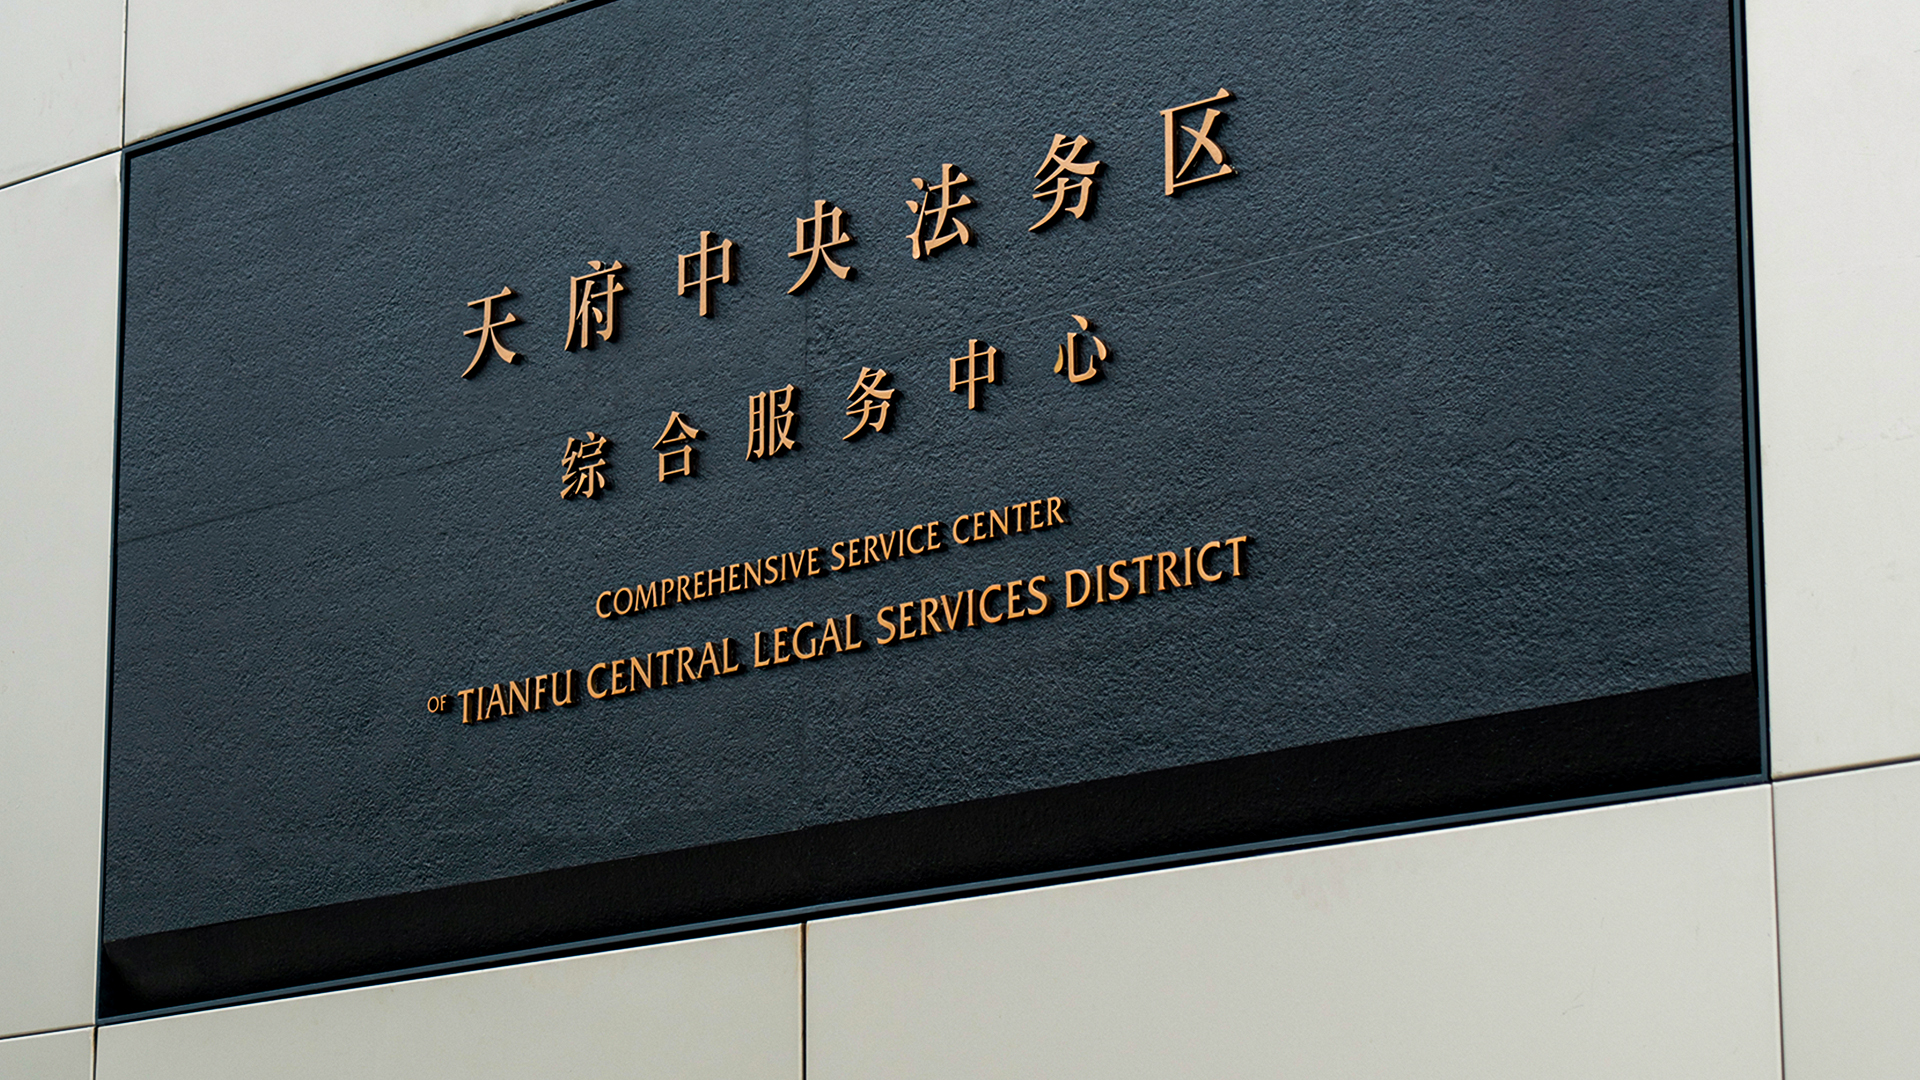 天府中央法务区
综合服务中心
COMPREHENSIVE SERVICE CENTER
OF TIANFU CENTRAL LEGAL SERVICES DISTRICT